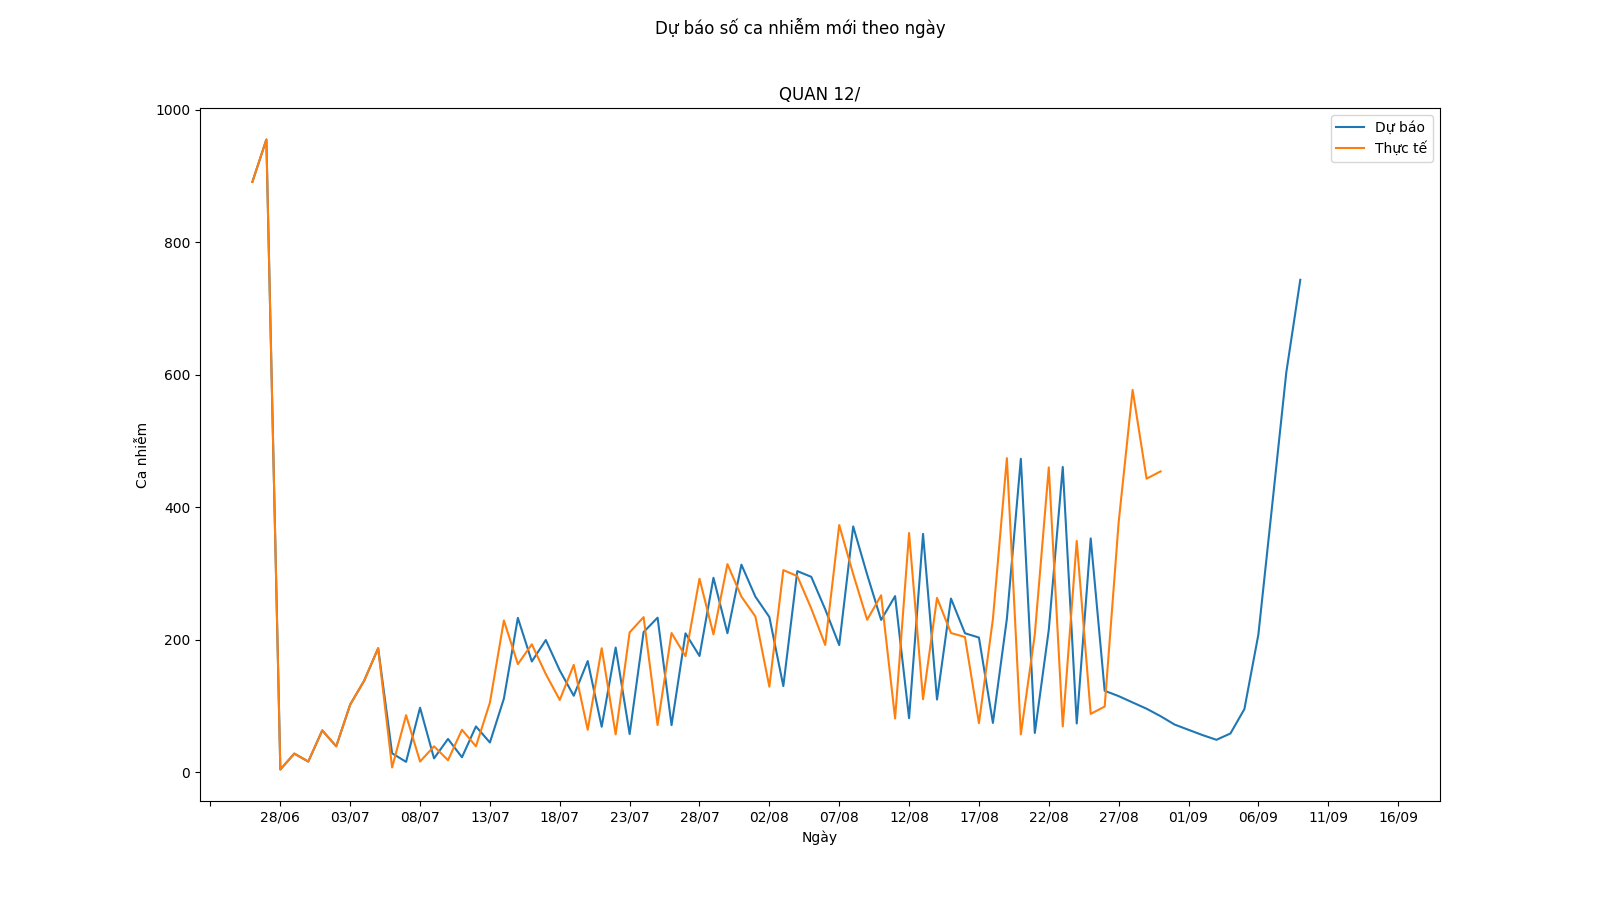 Dự báo số ca nhiễm mới theo ngày
QUAN 12/
Dự báo
Thực tế
1000
800
600
400
200
0
Ca nhiễm
28/06 03/07 08/07 13/07 18/07 23/07 28/07 02/08 07/08 12/08 17/08 22/08 27/08 01/09 06/09 11/09 16/09
Ngày